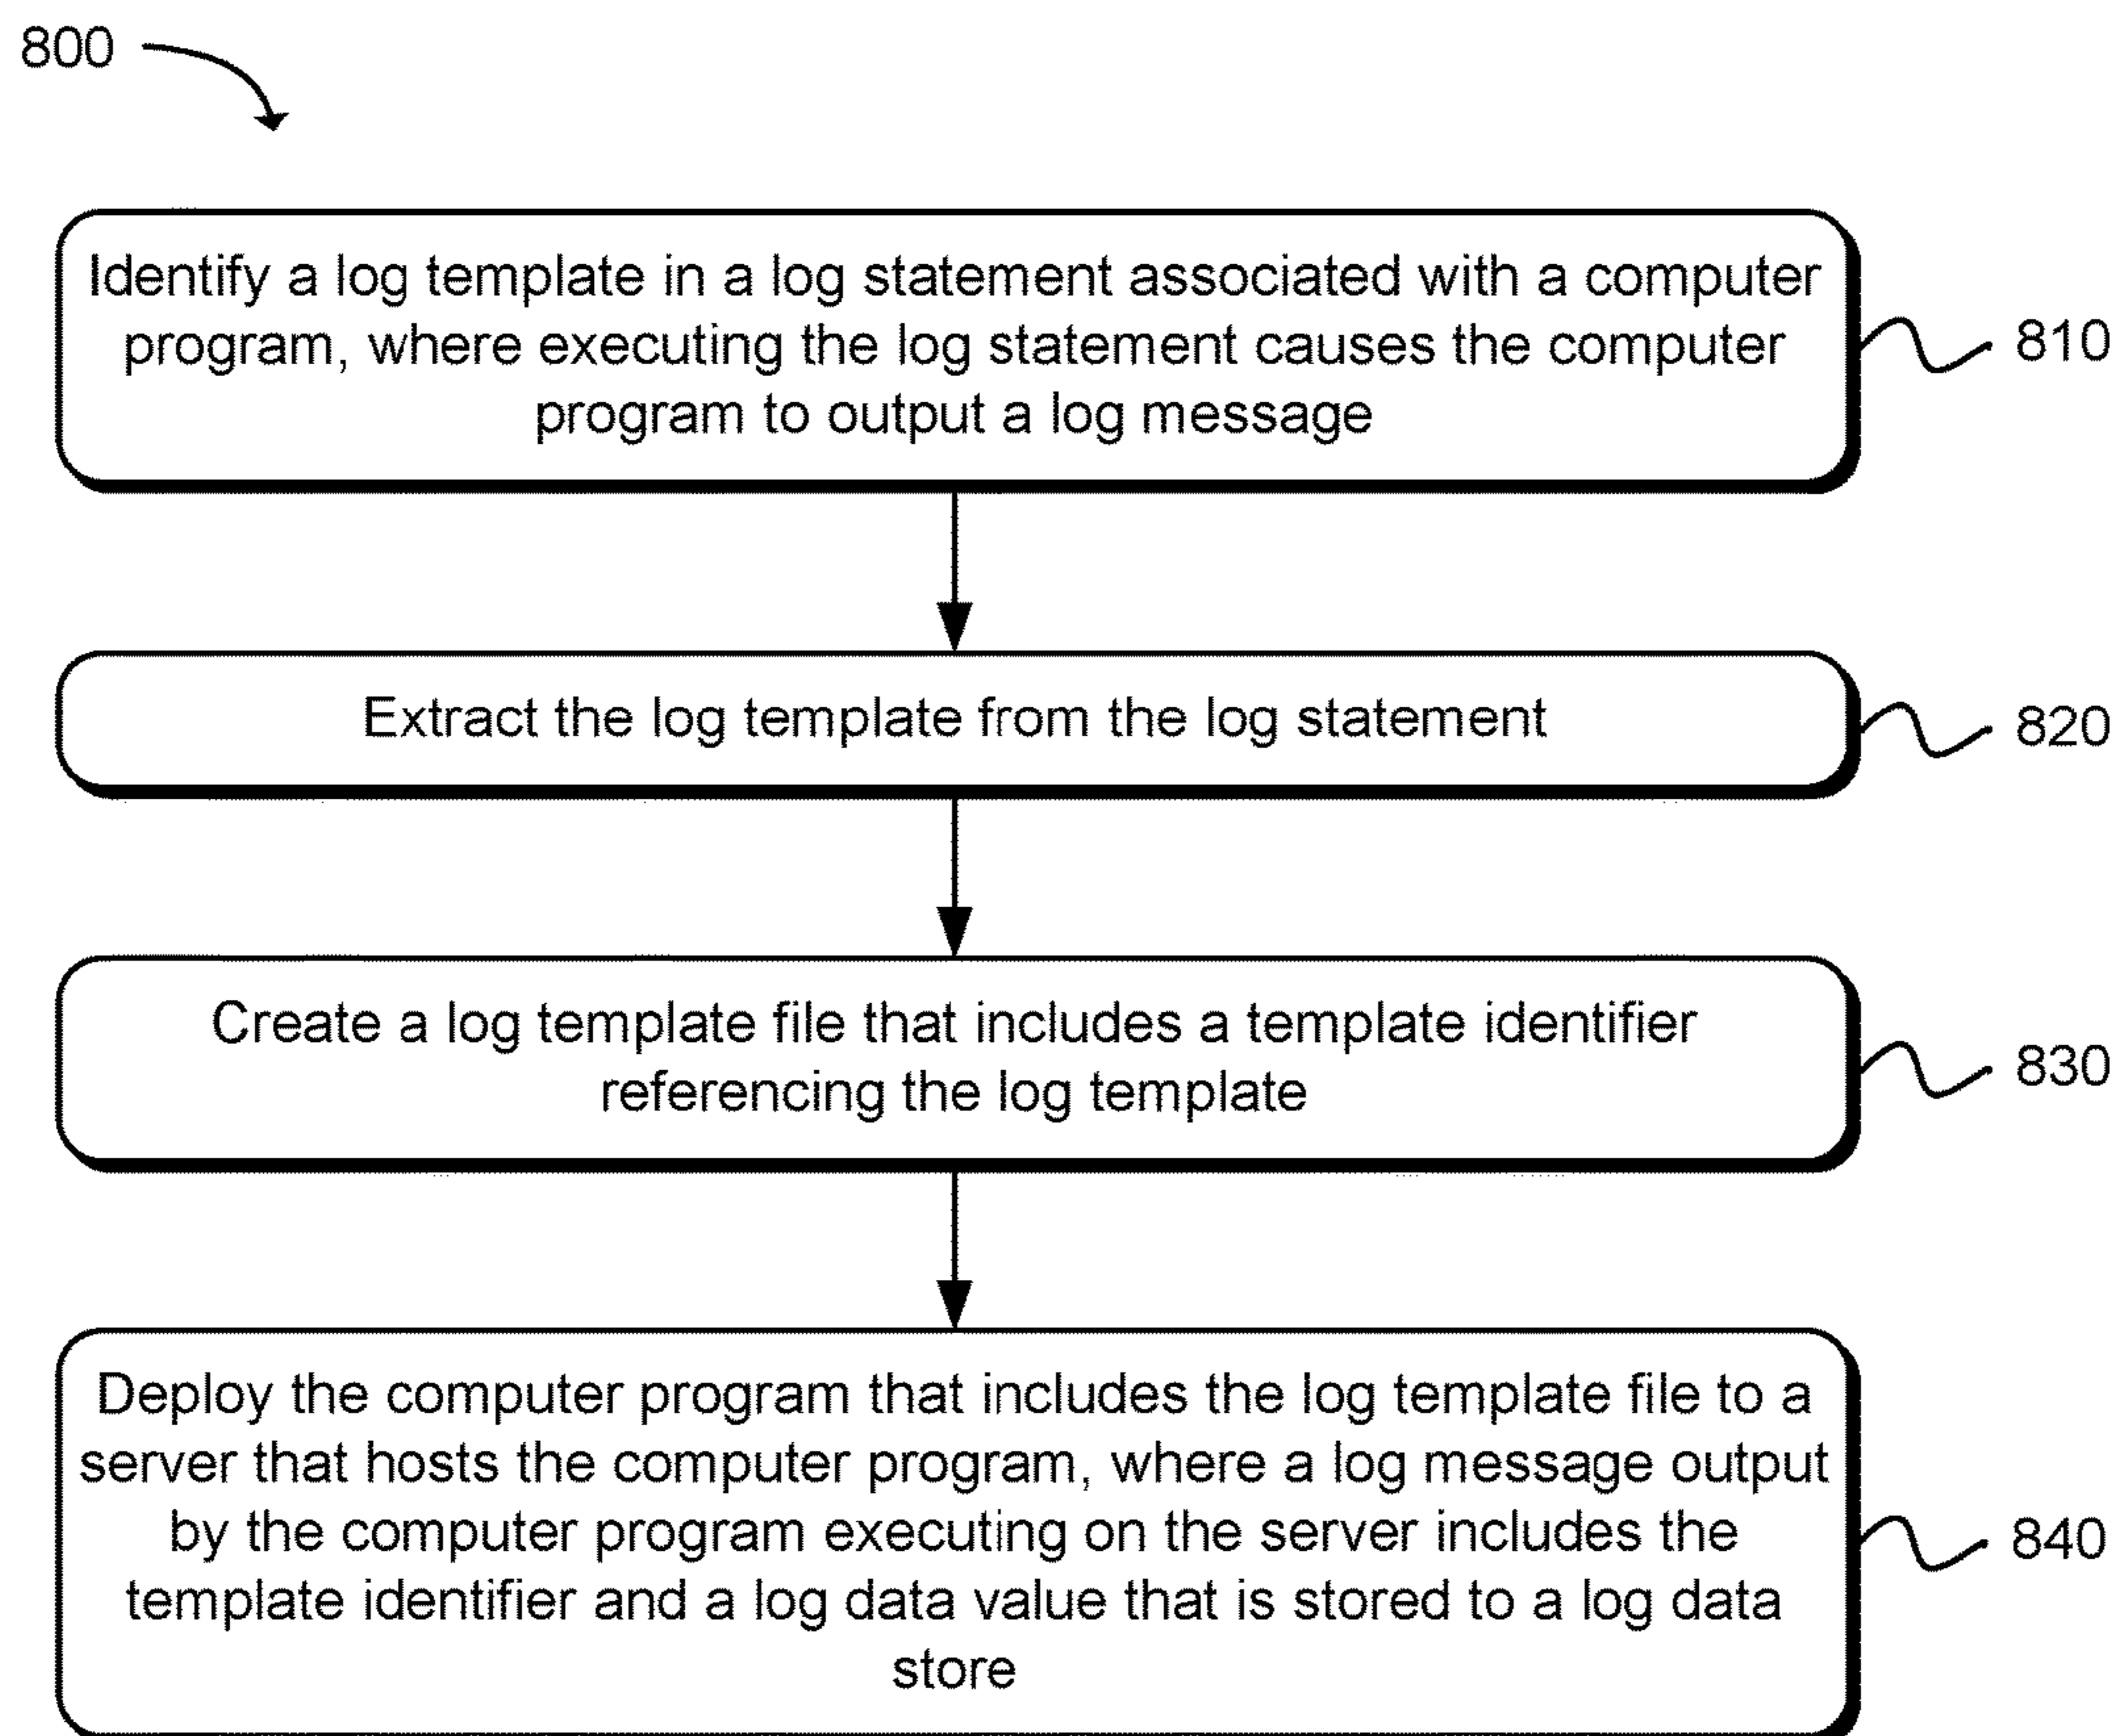 800
Identify a log template in a log statement associated with a computer
program, where executing the log statement causes the computer
program to output a log message
810
Extract the log template from the log statement
820
Create a log template file that includes a template identifier
referencing the log template
830
Deploy the computer program that includes the log template file to a
server that hosts the computer program, where a log message output
by the computer program executing on the server includes the
template identifier and a log data value that is stored to a log data
store
840